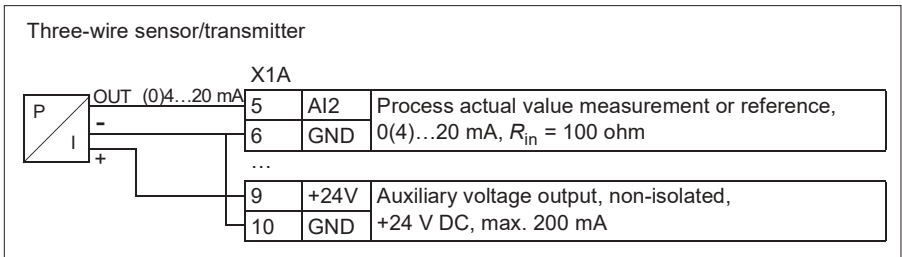 Three-wire sensor/transmitter
X1A
P
I
OUT (0)4…20 mA
-
+
5 AI2 Process actual value measurement or reference,
6 GND 0(4)…20 mA, Rin = 100 ohm
…
9 +24V Auxiliary voltage output, non-isolated,
10 GND +24 V DC, max. 200 mA